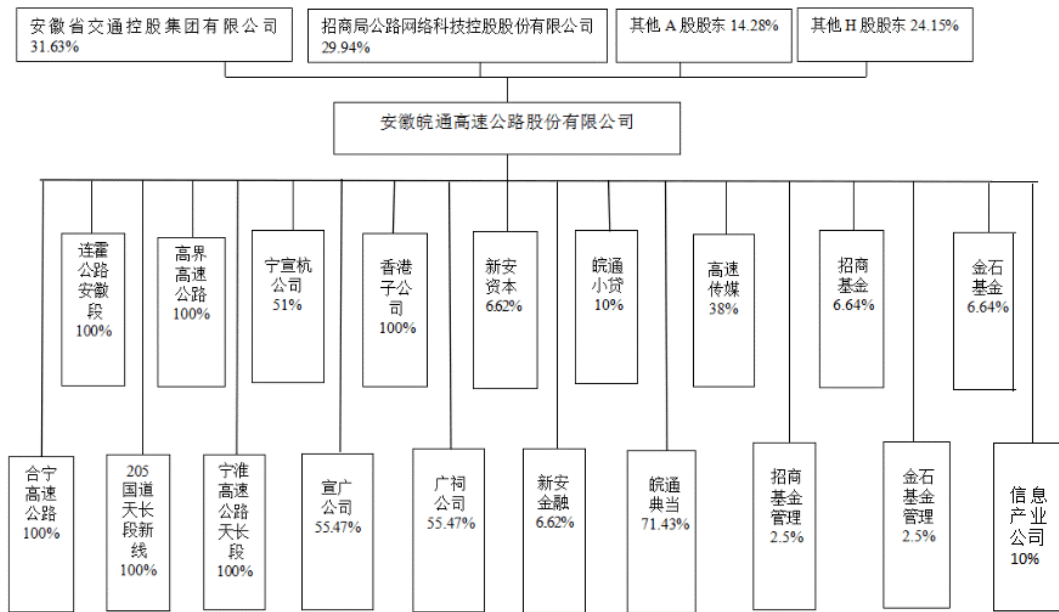 安徽省交通控股集团有限公司
31.63%
招商局公路网络科技控股股份有限公司
29.94%
其他 A 股股东 14.28%
其他 H 股股东 24.15%
安徽皖通高速公路股份有限公司
连霍
公路
安徽
段
100%
高界
高速
公路
100%
宁宣杭
公司
51%
香港
子公
司
100%
新安
资本
6.62%
皖通
小贷
10%
高速
传媒
38%
招商
基金
6.64%
金石
基金
6.64%
合宁
高速
公路
100%
205
国道
天长
段新
线
100%
宁淮
高速
公路
天长
段
100%
宣广
公司
55.47%
广祠
公司
55.47%
新安
金融
6.62%
皖通
典当
71.43%
招商
基金
管理
2.5%
金石
基金
管理
2.5%
信息
产业
公司
10%